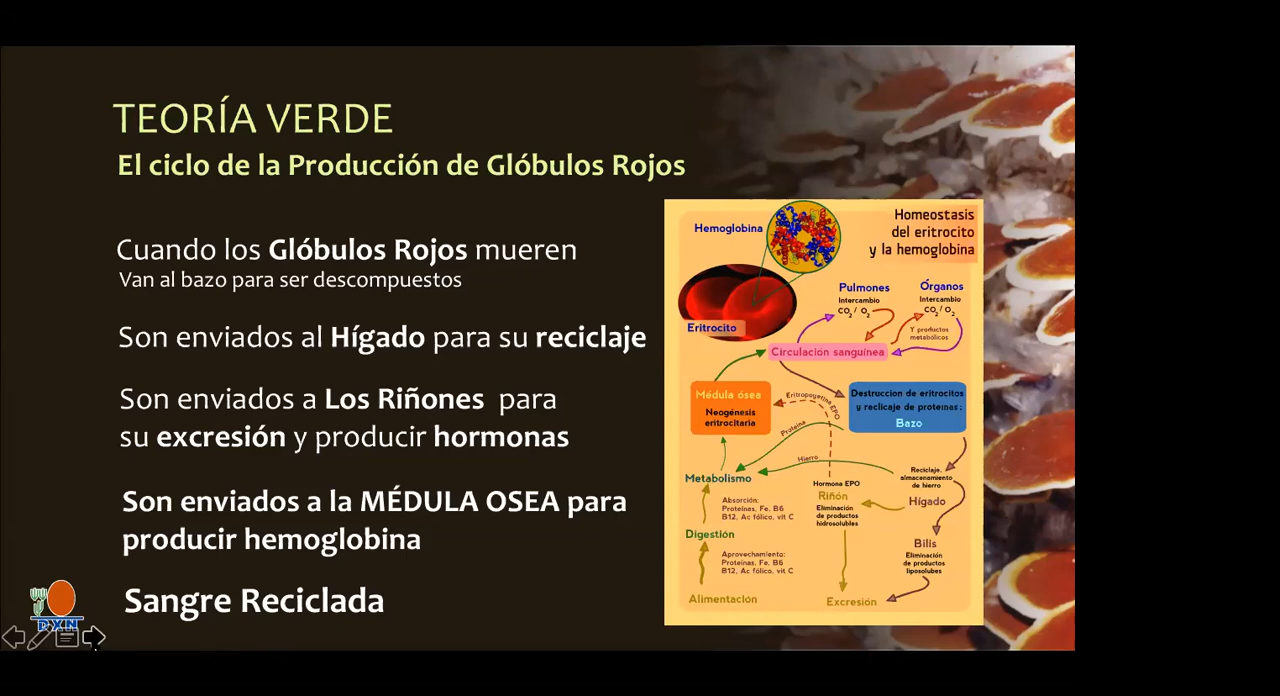 TEORÍA VERDE
El ciclo de la Producción de Glóbulos Rojos
Cuando los Glóbulos Rojos mueren
Van al bazo para ser descompuestos
Son enviados al Hígado para su reciclaje
Son enviados a Los Riñones para
su excresión y producir hormonas
Son enviados a la MÉDULA OSEA para
producir hemoglobina
Sangre Reciclada
DXN
Homeostasis
del eritrocito
y la hemoglobina
Hemoglobina
Eritrocito
Pulmones
Intercambio
CO2/ O2
Órganos
Intercambio
CO2/ O2
Y productos
metabólicos
Circulación sanguínea
Médula ósea
Neogénesis
eritrocitaria
Eritropoyetina EPO
Destruccion de eritrocitos
y reclicaje de proteinas:
Bazo
Proteina
Hierro
Metabolismo
Absorción:
Proteínas, Fe, B6
B12, Ac fólico, vit C
Digestión
Aprovechamiento:
Proteínas, Fe, B6
B12, Ac fólico, vit C
Alimentación
Hormona EPO
Riñón
Eliminación
de productos
hidrosolubles
Reciclaje,
almacenamiento
de hierro
Hígado
Bilis
Eliminación
de productos
liposolubles
Excresión